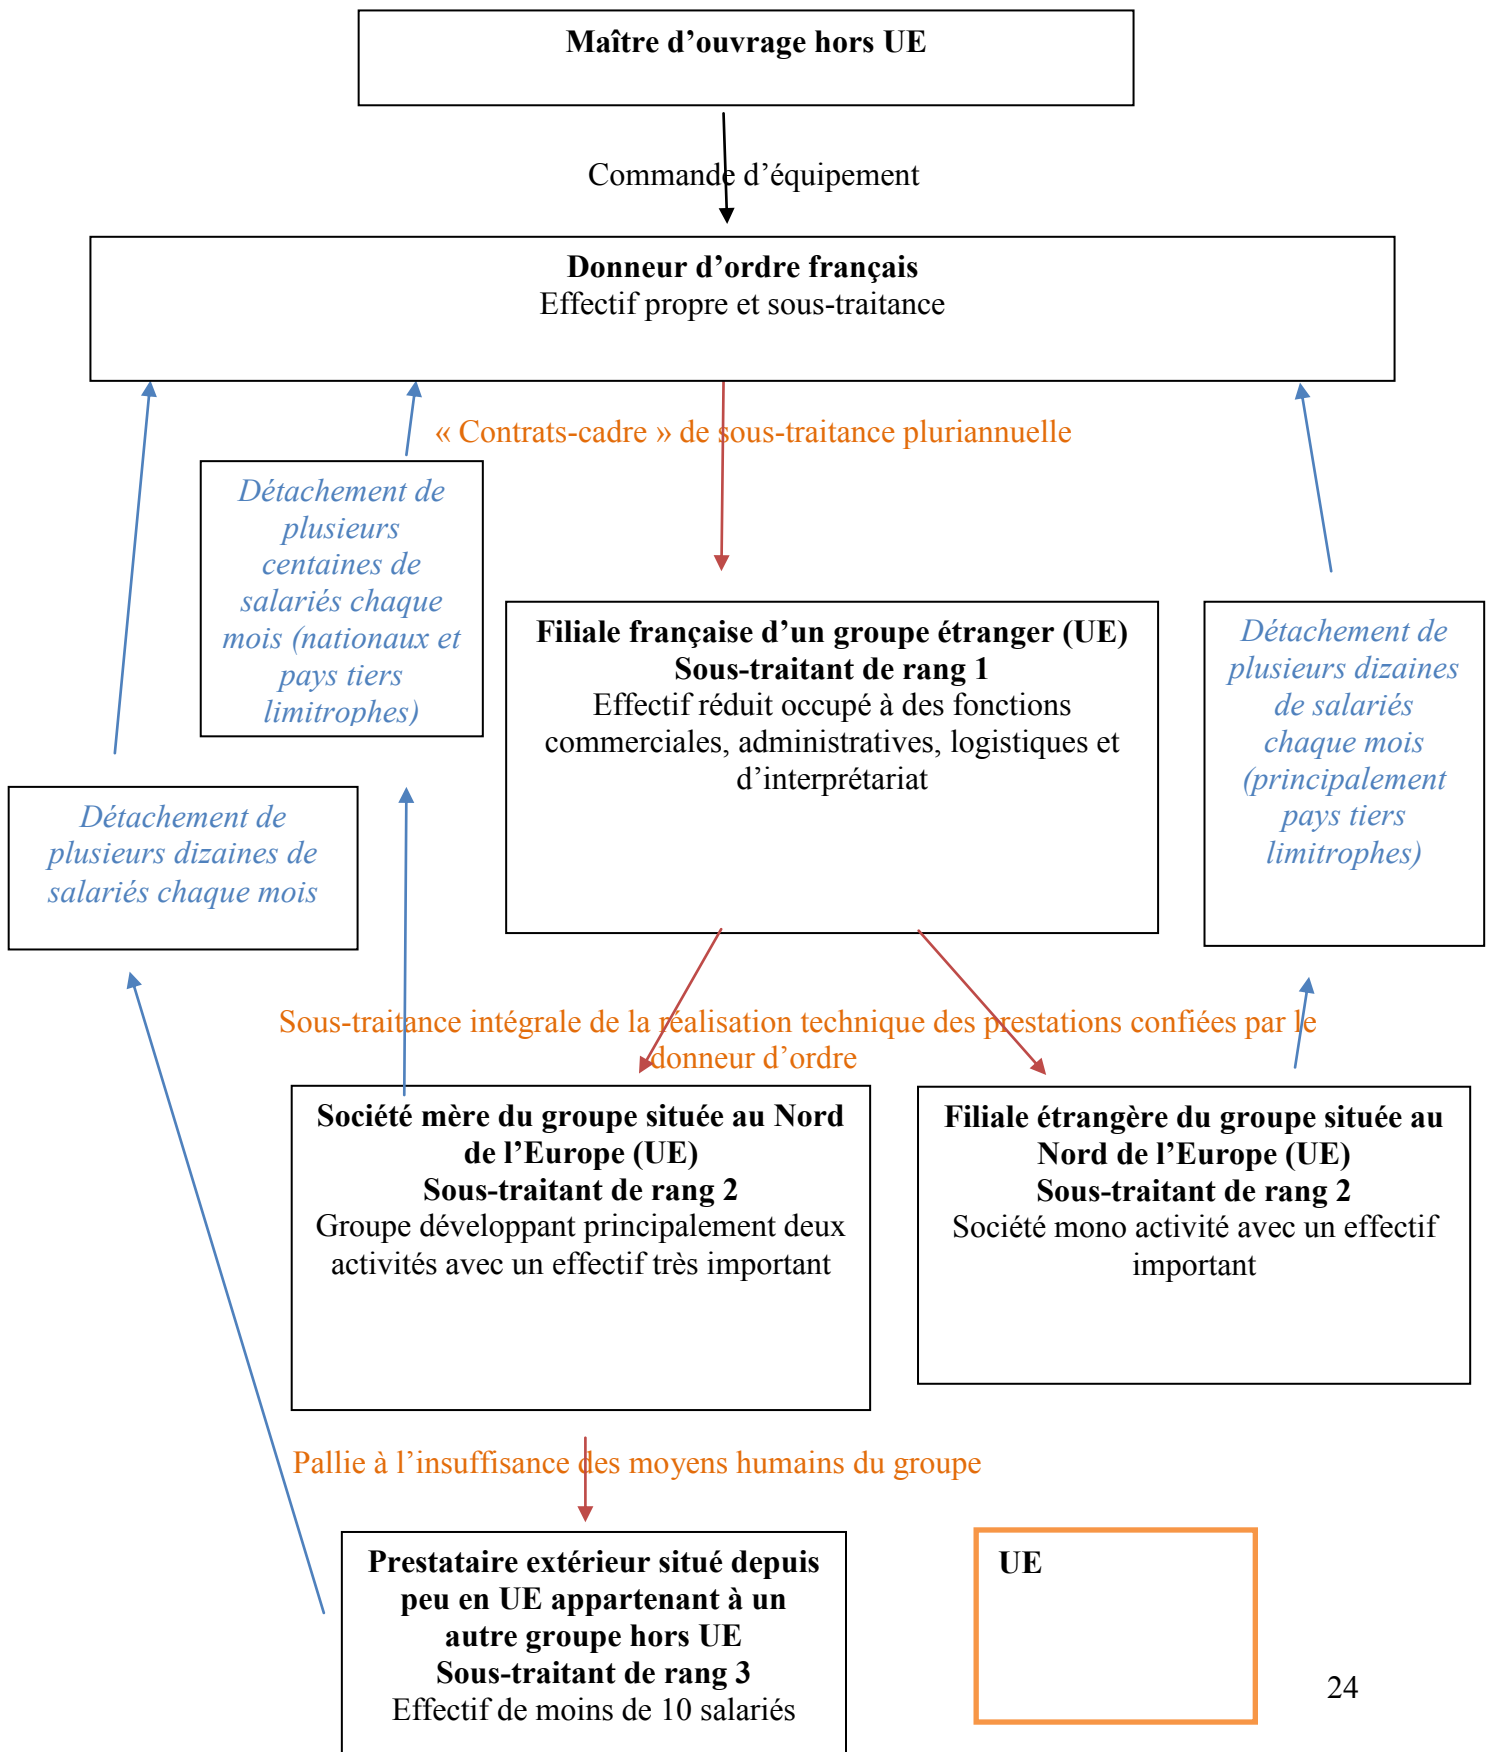 Maître d’ouvrage hors UE
Commande d’équipement
Donneur d’ordre français
Effectif propre et sous-traitance
« Contrats-cadre » de sous-traitance pluriannuelle
Détachement de
plusieurs
centaines de
salariés chaque
mois (nationaux et
pays tiers
limitrophes)
Filiale française d’un groupe étranger (UE)
Sous-traitant de rang 1
Effectif réduit occupé à des fonctions
commerciales, administratives, logistiques et
d’interprétariat
Détachement de
plusieurs dizaines
de salariés
chaque mois
(principalement
pays tiers
limitrophes)
Détachement de
plusieurs dizaines de
salariés chaque mois
Sous-traitance intégrale de la réalisation technique des prestations confiées par le
donneur d’ordre
Société mère du groupe située au Nord
de l’Europe (UE)
Sous-traitant de rang 2
Groupe développant principalement deux
activités avec un effectif très important
Filiale étrangère du groupe située au
Nord de l’Europe (UE)
Sous-traitant de rang 2
Société mono activité avec un effectif
important
Pallie à l’insuffisance des moyens humains du groupe
Prestataire extérieur situé depuis
peu en UE appartenant à un
autre groupe hors UE
Sous-traitant de rang 3
Effectif de moins de 10 salariés
UE
24